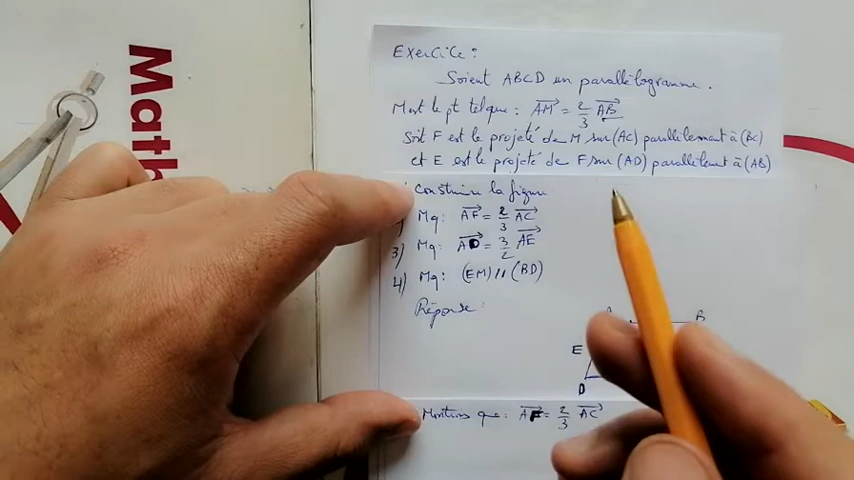 Math
Exercice :
Soient ABCD un parallélogramme.
M est le pt tel que : AM = 2/3 AB
Soit F est le projeté de M sur (AC) parallèlement à (BC)
et E est le projeté de F sur (AD) parallèlement à (AB)
Construire la figure
Mq : AF = 2/3 AC
3) Mq : AD = 3/2 AE
4) Mq : (EM) // (BD)
Réponse :
B
E
D
Montrons que : AF = 2/3 AC